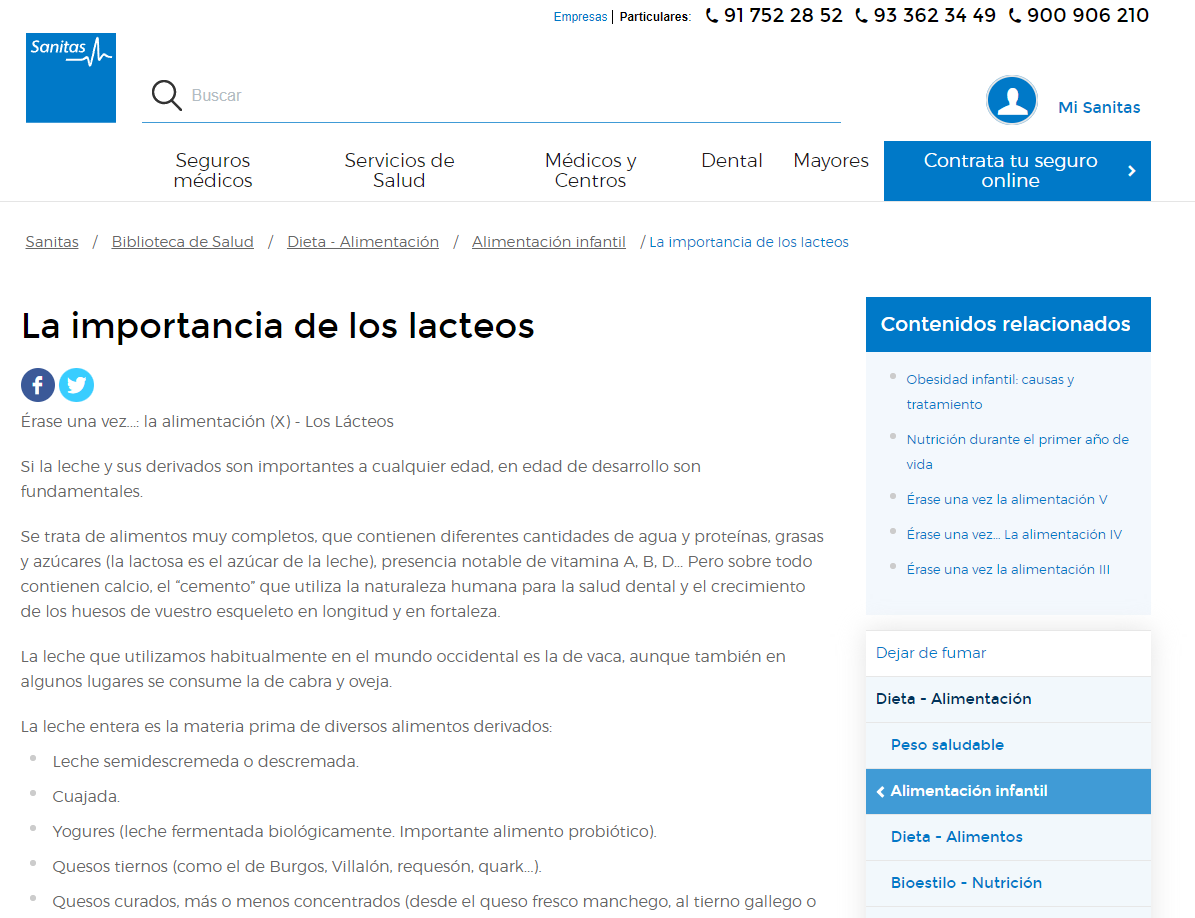 Empresas | Particulares: 91 752 28 52 93 362 34 49 900 906 210
Sanitas
Buscar
Mi Sanitas
Seguros médicos
Servicios de Salud
Médicos y Centros
Dental
Mayores
Contrata tu seguro online
Sanitas / Biblioteca de Salud / Dieta - Alimentación / Alimentación infantil / La importancia de los lacteos
La importancia de los lacteos
Érase una vez...: la alimentación (X) - Los Lácteos
Si la leche y sus derivados son importantes a cualquier edad, en edad de desarrollo son
fundamentales.
Se trata de alimentos muy completos, que contienen diferentes cantidades de agua y proteínas, grasas
y azúcares (la lactosa es el azúcar de la leche), presencia notable de vitamina A, B, D... Pero sobre todo
contienen calcio, el “cemento” que utiliza la naturaleza humana para la salud dental y el crecimiento
de los huesos de vuestro esqueleto en longitud y en fortaleza.
La leche que utilizamos habitualmente en el mundo occidental es la de vaca, aunque también en
algunos lugares se consume la de cabra y oveja.
La leche entera es la materia prima de diversos alimentos derivados:
Leche semidescremeda o descremada.
Cuajada.
Yogures (leche fermentada biológicamente. Importante alimento probiótico).
Quesos tiernos (como el de Burgos, Villalón, requesón, quark...).
Quesos curados, más o menos concentrados (desde el queso fresco manchego, al tierno gallego o
Contenidos relacionados
Obesidad infantil: causas y
tratamiento
Nutrición durante el primer año de
vida
Érase una vez la alimentación V
Érase una vez... La alimentación IV
Érase una vez la alimentación III
Dejar de fumar
Dieta - Alimentación
Peso saludable
Alimentación infantil
Dieta - Alimentos
Bioestilo - Nutrición